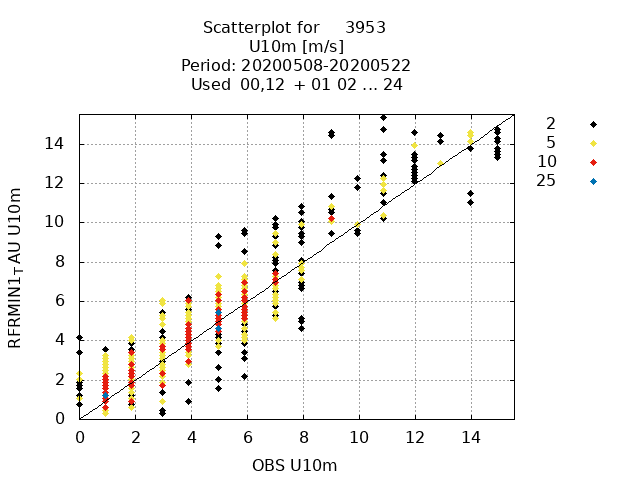 Scatterplot for 3953
U10m [m/s]
Period: 20200508-20200522
Used 00,12 + 01 02 ... 24
2
5
10
25
14
12
10
8
6
4
2
0
RFRMIN1_T AU U10m
0 2 4 6 8 10 12 14
OBS U10m